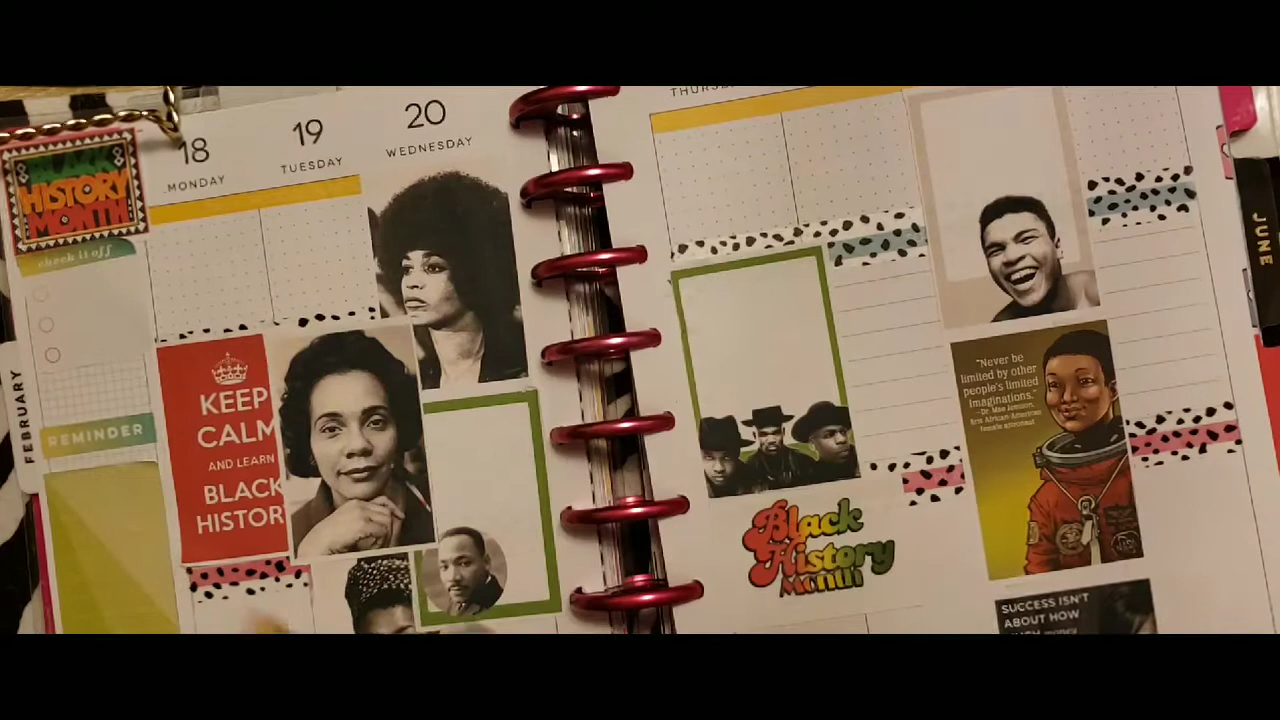 BLACK
HISTORY
MONTH
check it off
FEBRUARY
REMINDER
18
MONDAY
19
TUESDAY
20
WEDNESDAY
KEEP
CALM
AND LEARN
BLACK
HISTOR
THURS
Black
History
Month
"Never be
limited by other
people's limited
imaginations."
-Dr. Mae Jemison,
first African-American
female astronaut
SUCCESS ISN'T
ABOUT HOW
money
JUNE